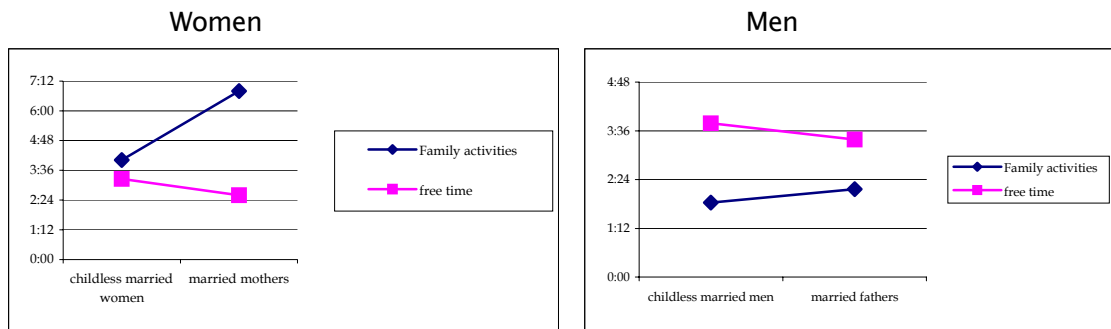 Women
7:12
6:00
4:48
3:36
2:24
1:12
0:00
childless married
women
married mothers
Family activities
free time
Men
4:48
3:36
2:24
1:12
0:00
childless married men
married fathers
Family activities
free time